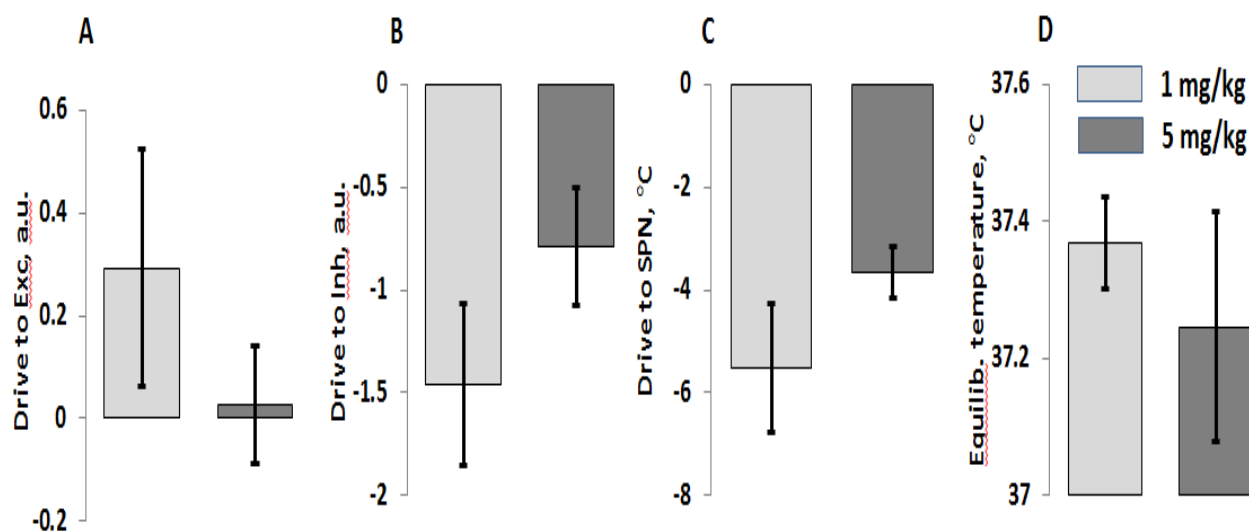 A
B
C
D
Drive to Exc, a.u.
0.6
0.4
0.2
0
-0.2
Drive to Inh, a.u.
0
-0.5
-1
-1.5
-2
Drive to SPN, °C
0
-2
-4
-6
-8
Equilib. temperature, °C
37.6
37.4
37.2
37
1 mg/kg
5 mg/kg